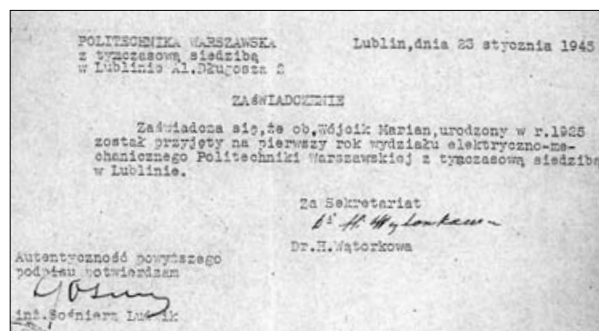 POLITECHNIKA WARSZAWSKA
z tymczasową siedzibą
w Lublinie Al.Długosza 2
Lublin,dnia 23 stycznia 1945
ZAŚWIADCZENIE
Zaświadcza się,że ob.Wójcik Marian,urodzony w r.1925
został przyjęty na pierwszy rok wydziału elektryczno-me-
chanicznego Politechniki Warszawskiej z tymczasową siedzibą
w Lublinie.
Za Sekretariat
Dr.H.Wątorkowa
Autentyczność powyższego
podpisu potwierdzam
inż.Sośnierz Ludwik